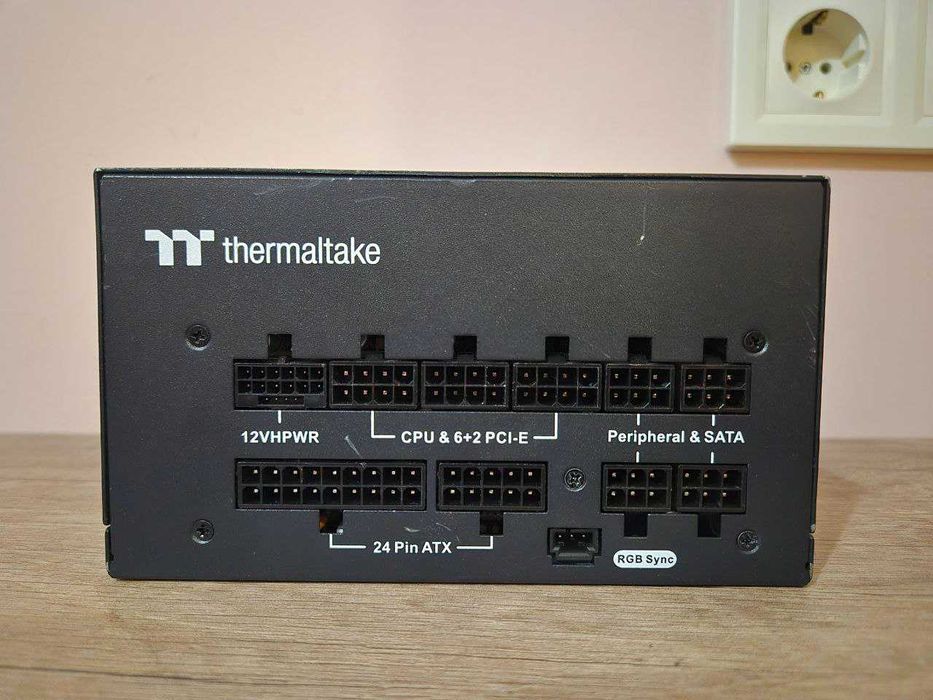 thermaltake
12VHPWR
CPU & 6+2 PCI-E
Peripheral & SATA
24 Pin ATX
RGB Sync